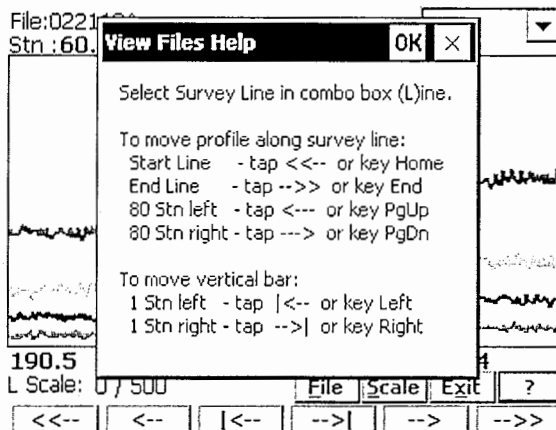 File:0221
Stn :60.
View Files Help OK ×
Select Survey Line in combo box (L)ine.
To move profile along survey line:
Start Line - tap <<-- or key Home
End Line - tap -->> or key End
80 Stn left - tap <--- or key PgUp
80 Stn right - tap ---> or key PgDn
To move vertical bar:
1 Stn left - tap |<-- or key Left
1 Stn right - tap -->| or key Right
190.5 4
L Scale: 0 / 500 File Scale Exit ?
<<-- <-- |<-- -->| --> -->>